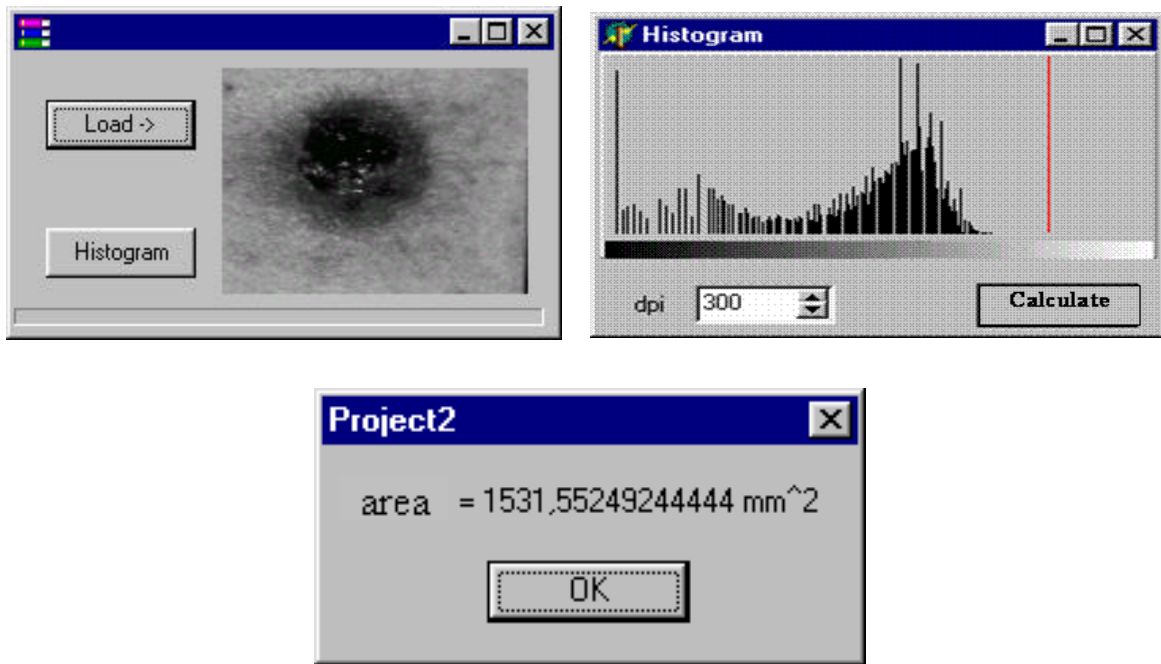 Load ->
Histogram
Histogram
dpi
300
Calculate
Project2
area = 1531,55249244444 mm^2
OK